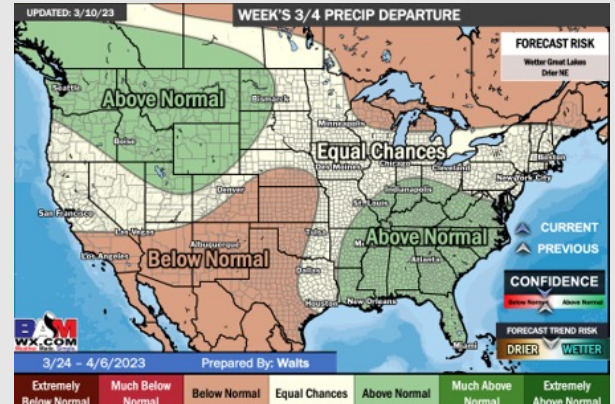 UPDATED: 3/10/23
WEEK'S 3/4 PRECIP DEPARTURE
FORECAST RISK
Wetter Great Lakes
Drier NE
Seattle
Above Normal
Bismarck
Boise
Minneapolis
Equal Chances
Boston
Des Moines
Chicago
Cleveland
New York City
Denver
Indianapolis
San Francisco
St. Louis
Las Vegas
Tulsa
Above Normal
CURRENT
Los Angeles
Albuquerque
Below Normal
Atlanta
PREVIOUS
Dallas
CONFIDENCE
Below Normal
Above Normal
Houston
New Orleans
BAM
WX.COM
FORECAST TREND RISK
DRIER
WETTER
Miami
3/24 – 4/6/2023
Prepared By: Walts
Extremely
Below Normal
Much Below
Normal
Below Normal
Equal Chances
Above Normal
Much Above
Normal
Extremely
Above Normal